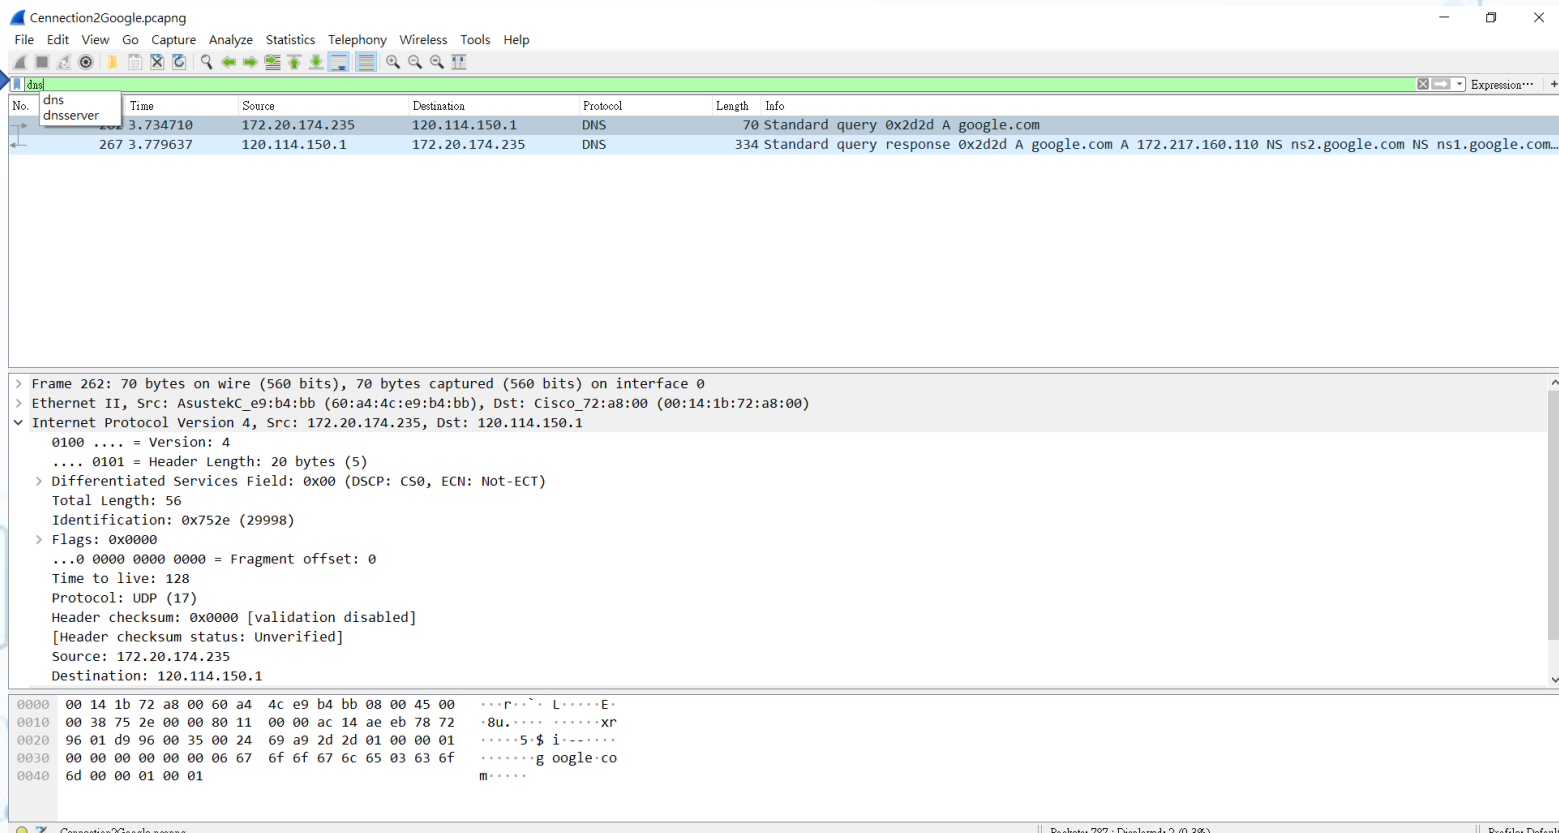 Cennection2Google.pcapng
File Edit View Go Capture Analyze Statistics Telephony Wireless Tools Help
dns Expression… +
dns
dnsserver
No. Time Source Destination Protocol Length Info
262 3.734710 172.20.174.235 120.114.150.1 DNS 70 Standard query 0x2d2d A google.com
267 3.779637 120.114.150.1 172.20.174.235 DNS 334 Standard query response 0x2d2d A google.com A 172.217.160.110 NS ns2.google.com NS ns1.google.com…
Frame 262: 70 bytes on wire (560 bits), 70 bytes captured (560 bits) on interface 0
Ethernet II, Src: AsustekC_e9:b4:bb (60:a4:4c:e9:b4:bb), Dst: Cisco_72:a8:00 (00:14:1b:72:a8:00)
Internet Protocol Version 4, Src: 172.20.174.235, Dst: 120.114.150.1
0100 .... = Version: 4
.... 0101 = Header Length: 20 bytes (5)
Differentiated Services Field: 0x00 (DSCP: CS0, ECN: Not-ECT)
Total Length: 56
Identification: 0x752e (29998)
Flags: 0x0000
...0 0000 0000 0000 = Fragment offset: 0
Time to live: 128
Protocol: UDP (17)
Header checksum: 0x0000 [validation disabled]
[Header checksum status: Unverified]
Source: 172.20.174.235
Destination: 120.114.150.1
0000 00 14 1b 72 a8 00 60 a4 4c e9 b4 bb 08 00 45 00 ···r··`· L·····E·
0010 00 38 75 2e 00 00 80 11 00 00 ac 14 ae eb 78 72 ·8u.···· ······xr
0020 96 01 d9 96 00 35 00 24 69 a9 2d 2d 01 00 00 01 ·····5·$ i·--····
0030 00 00 00 00 00 00 06 67 6f 6f 67 6c 65 03 63 6f ·······g oogle·co
0040 6d 00 00 01 00 01 m·····
Cennection2Google.pcapng Packets: 787 · Displayed: 2 (0.3%) Profile: Default